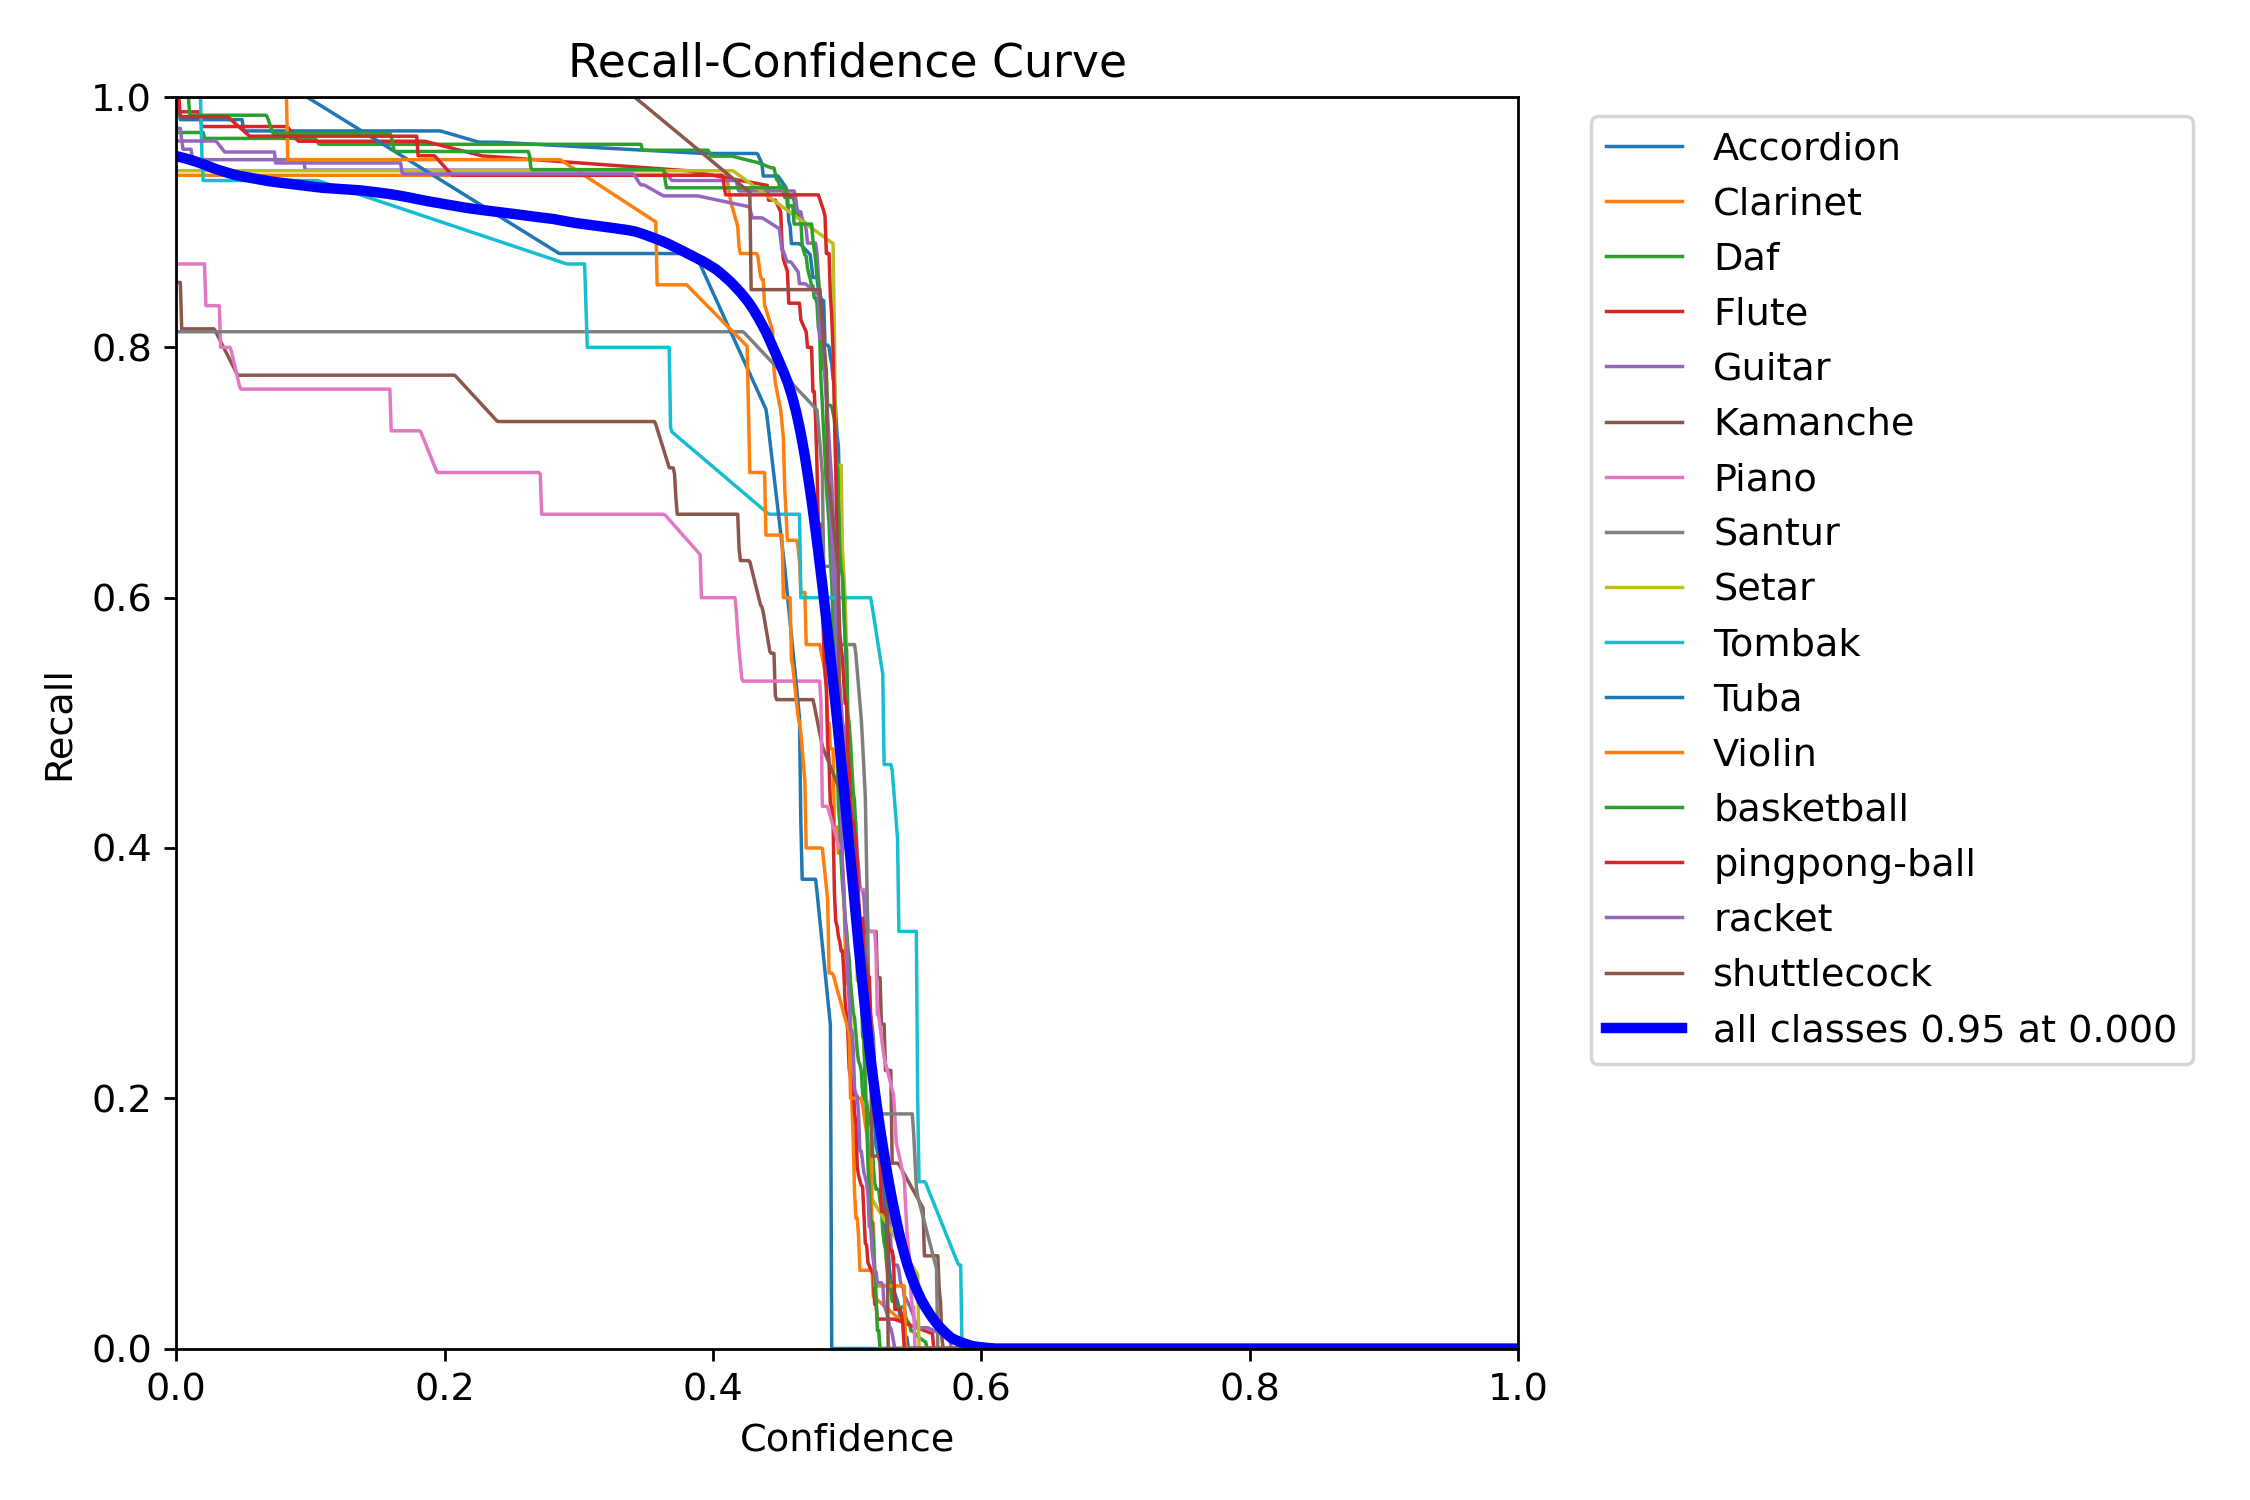 Recall-Confidence Curve
1.0
0.8
0.6
0.4
0.2
0.0
Recall
0.0 0.2 0.4 0.6 0.8 1.0
Confidence
Accordion
Clarinet
Daf
Flute
Guitar
Kamanche
Piano
Santur
Setar
Tombak
Tuba
Violin
basketball
pingpong-ball
racket
shuttlecock
all classes 0.95 at 0.000